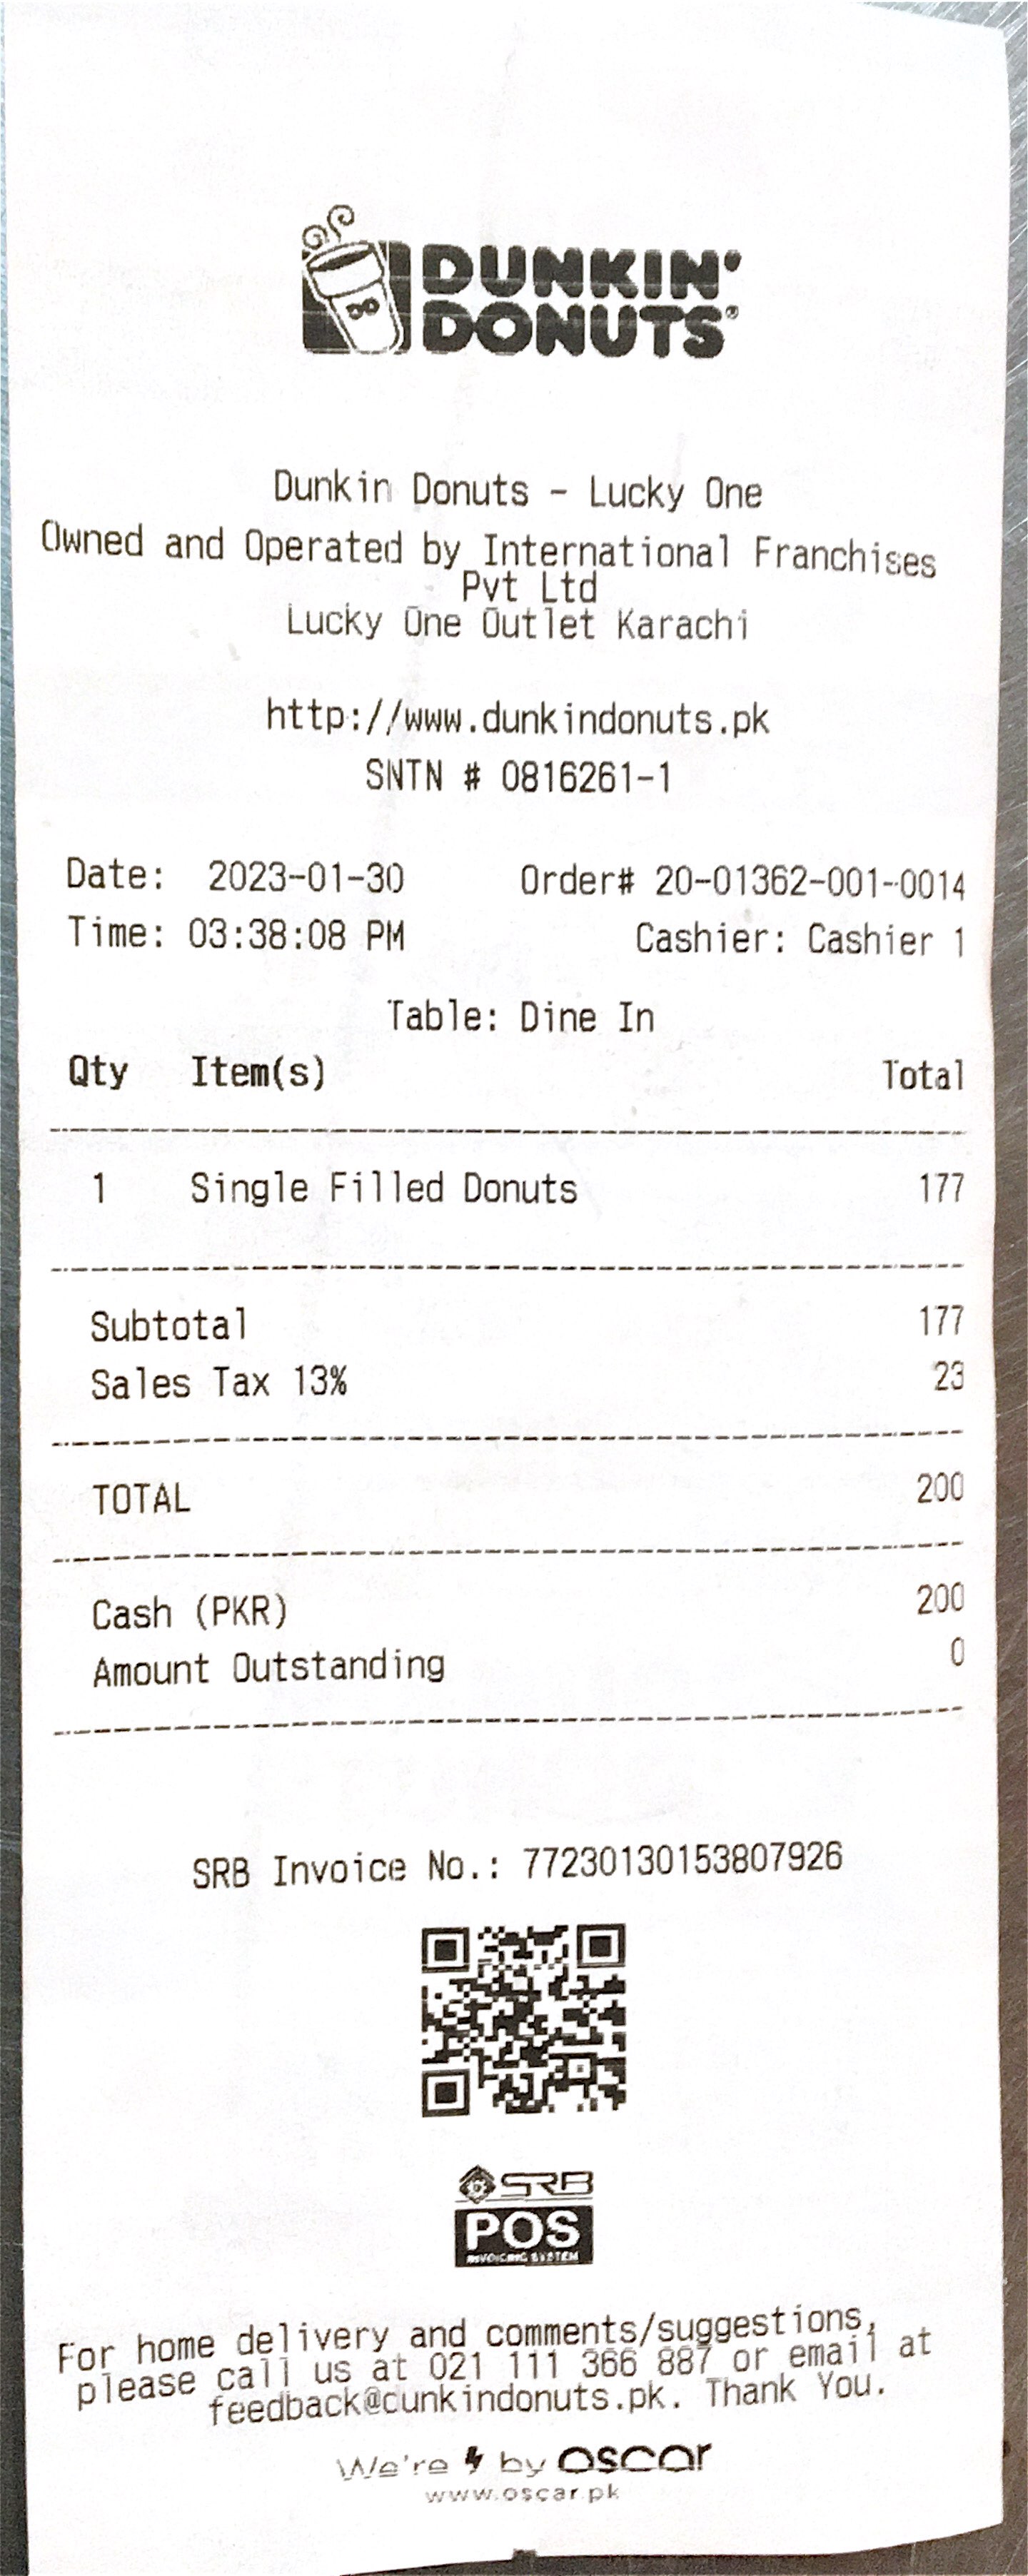 DUNKIN'
DONUTS®
Dunkin Donuts - Lucky One
Owned and Operated by International Franchises
Pvt Ltd
Lucky One Outlet Karachi
http://www.dunkindonuts.pk
SNTN # 0816261-1
Date: 2023-01-30 Order# 20-01362-001-0014
Time: 03:38:08 PM Cashier: Cashier 1
Table: Dine In
Qty Item(s) Total
1 Single Filled Donuts 177
Subtotal 177
Sales Tax 13% 23
TOTAL 200
Cash (PKR) 200
Amount Outstanding 0
SRB Invoice No.: 77230130153807926
SRB
POS
INVOICING SYSTEM
For home delivery and comments/suggestions,
please call us at 021 111 366 887 or email at
feedback@dunkindonuts.pk. Thank You.
We're by oscar
www.oscar.pk